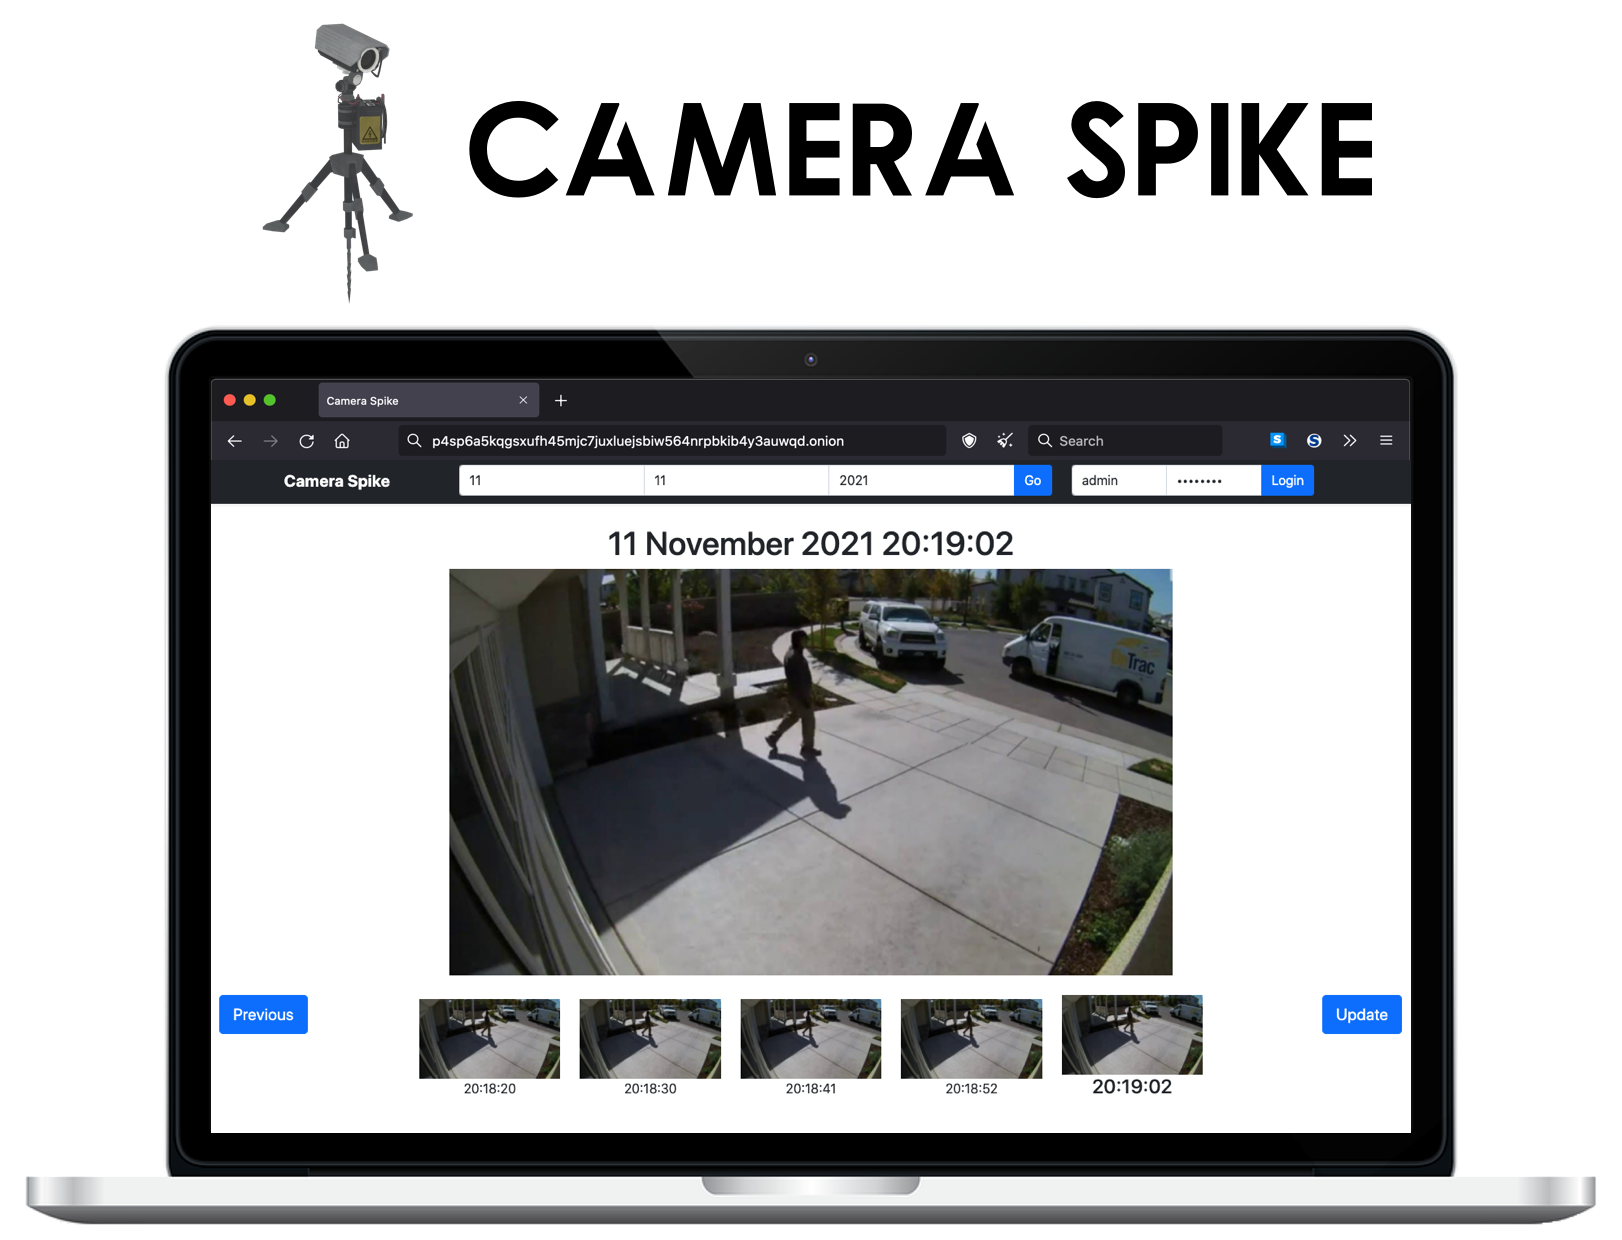 CAMERA SPIKE
Camera Spike
p4sp6a5kqgsxufh45mjc7juxluejsbiw564nrpbkib4y3auwqd.onion
Search
Camera Spike
11
11
2021
Go
admin
••••••••
Login
11 November 2021 20:19:02
Trac
Previous
Update
20:18:20
20:18:30
20:18:41
20:18:52
20:19:02